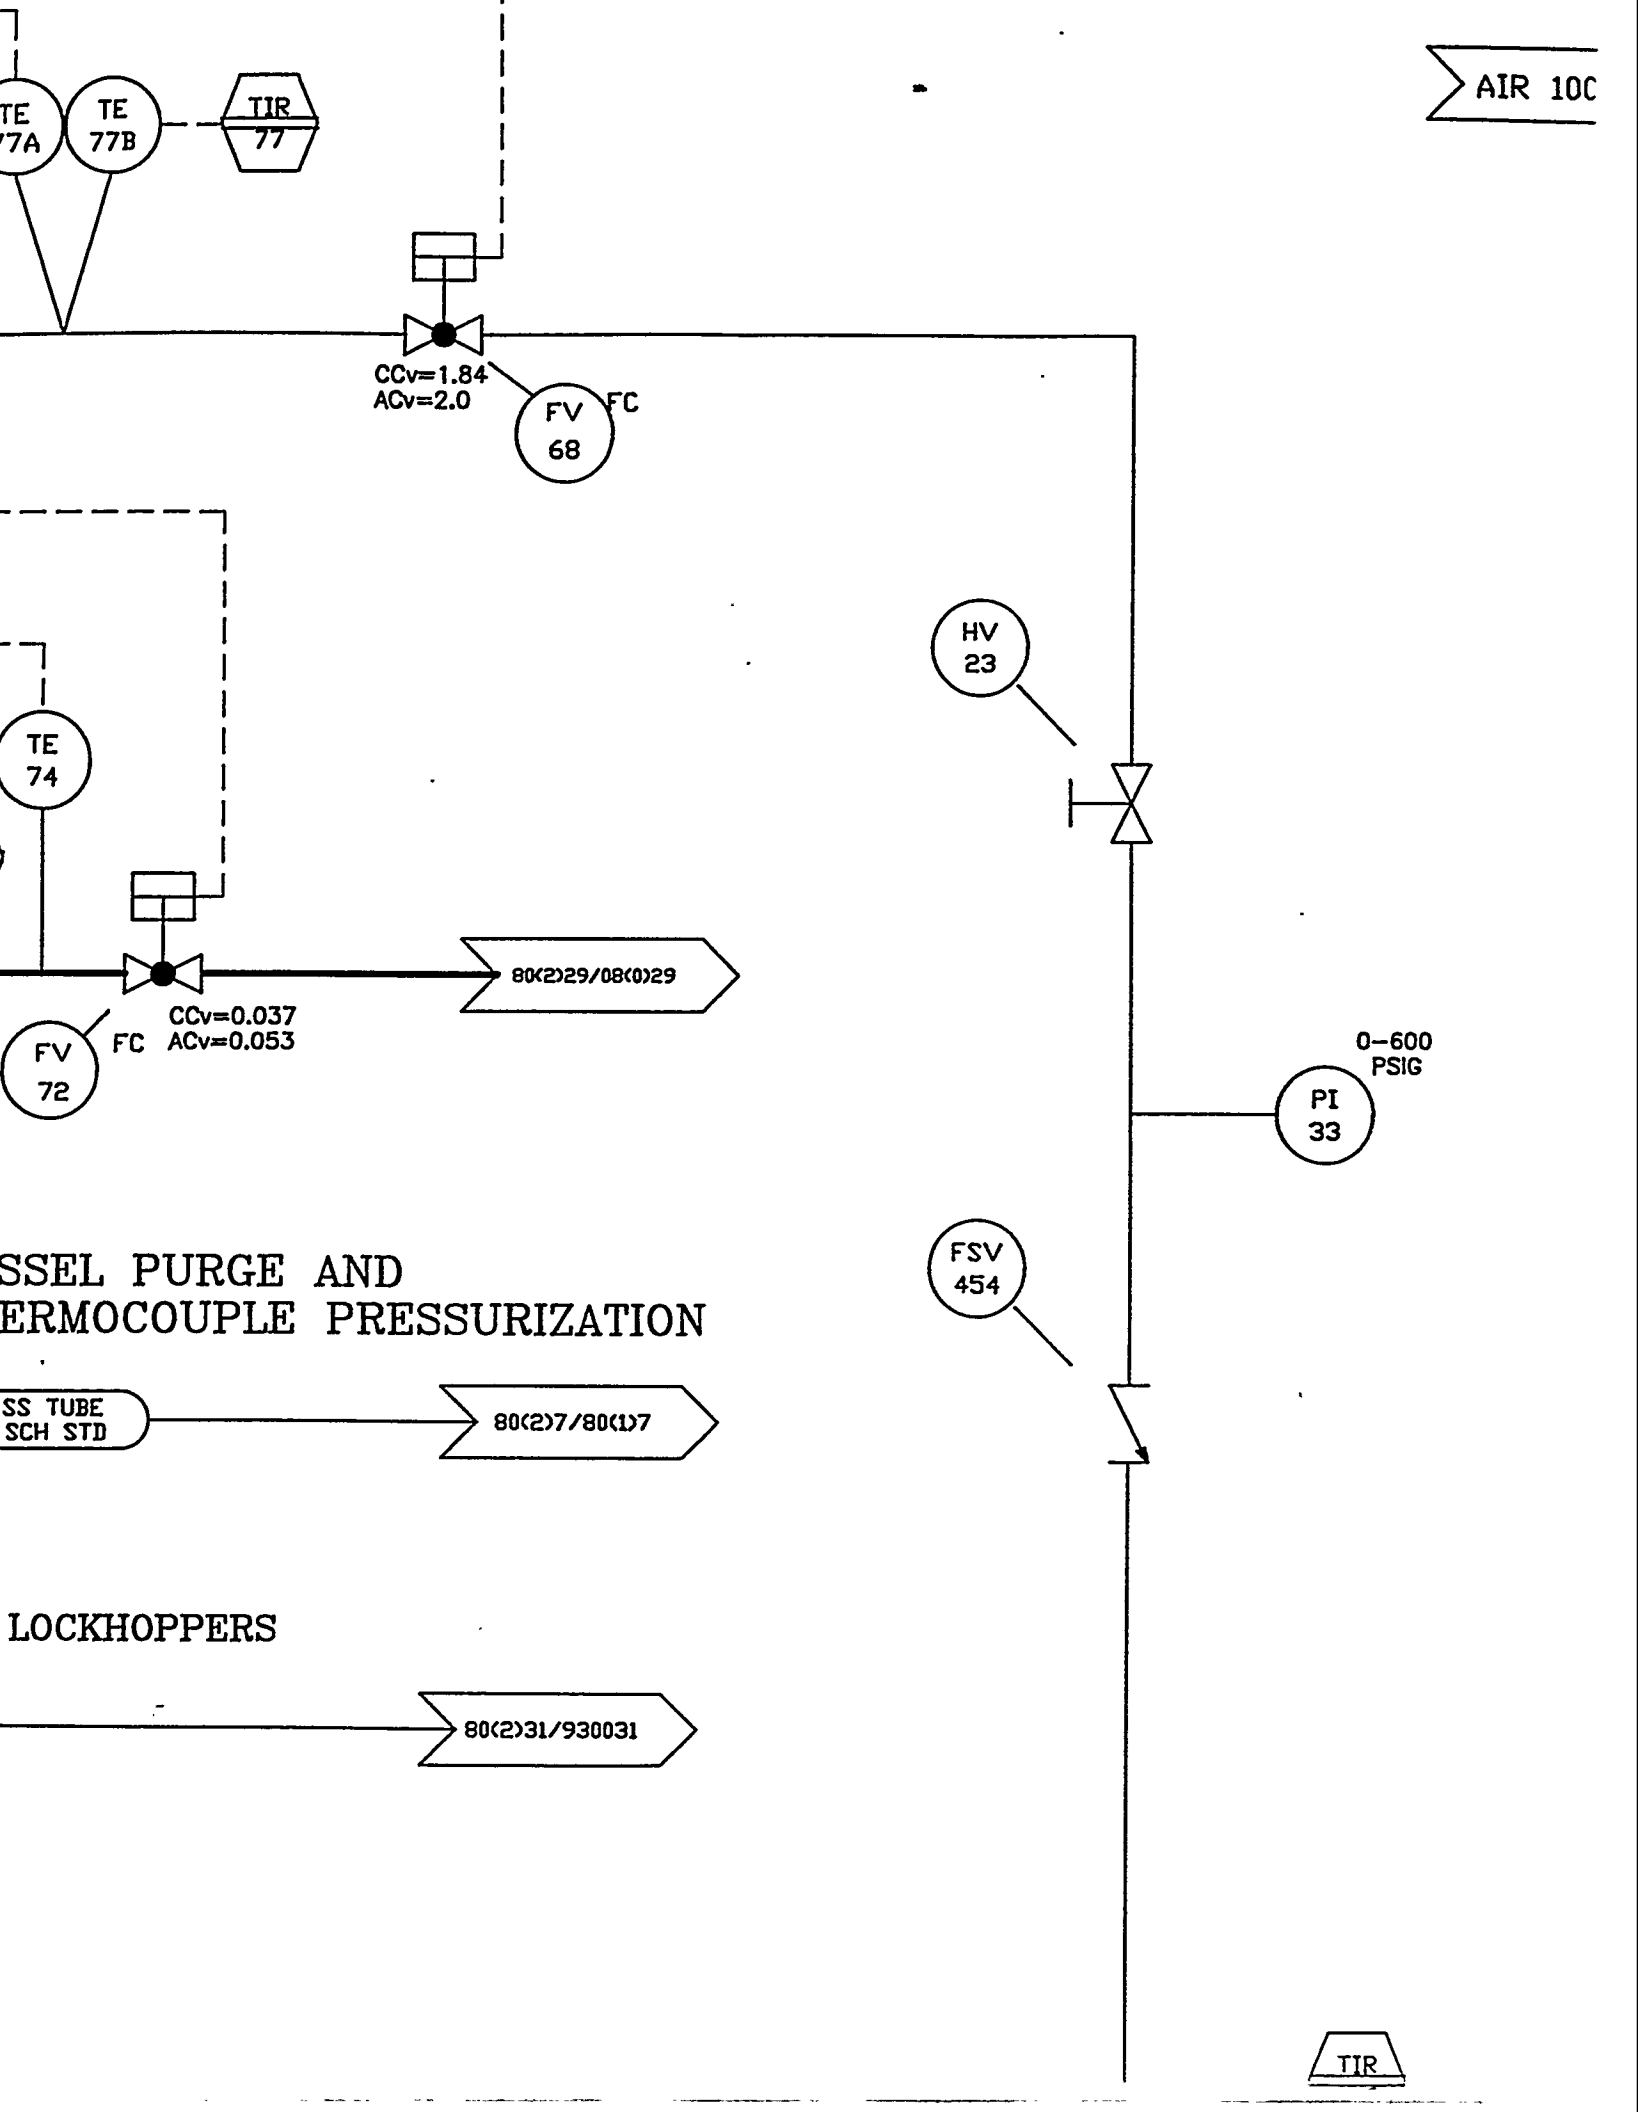 AIR 10
TE
77A
TE
77B
TIR
77
CCv=1.84
ACv=2.0
FV
68
FC
HV
23
TE
74
80(2)29/08(0)29
CCv=0.037
ACv=0.053
FC
FV
72
0-600
PSIG
PI
33
FSV
454
SSEL PURGE AND
ERMOCOUPLE PRESSURIZATION
SS TUBE
SCH STD
80(2)7/80(1)7
LOCKHOPPERS
80(2)31/930031
TIR